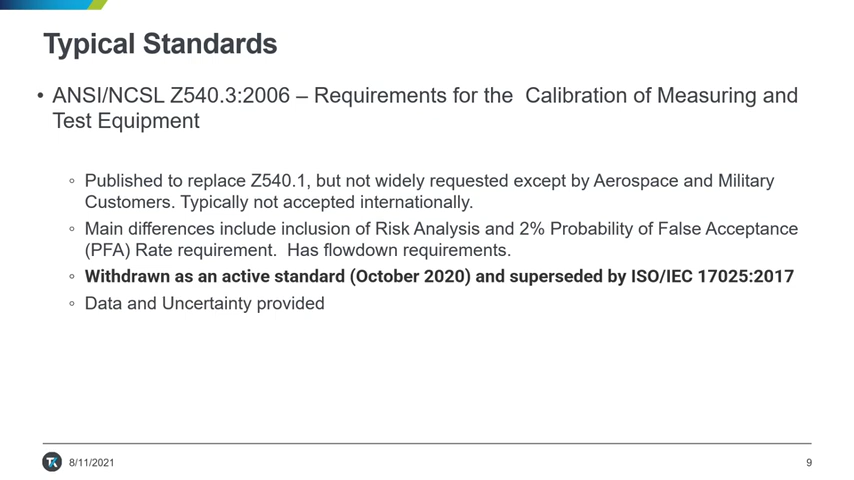 Typical Standards
• ANSI/NCSL Z540.3:2006 – Requirements for the  Calibration of Measuring and
Test Equipment
◦ Published to replace Z540.1, but not widely requested except by Aerospace and Military
Customers. Typically not accepted internationally.
◦ Main differences include inclusion of Risk Analysis and 2% Probability of False Acceptance
(PFA) Rate requirement.  Has flowdown requirements.
◦ Withdrawn as an active standard (October 2020) and superseded by ISO/IEC 17025:2017
◦ Data and Uncertainty provided
8/11/2021
9